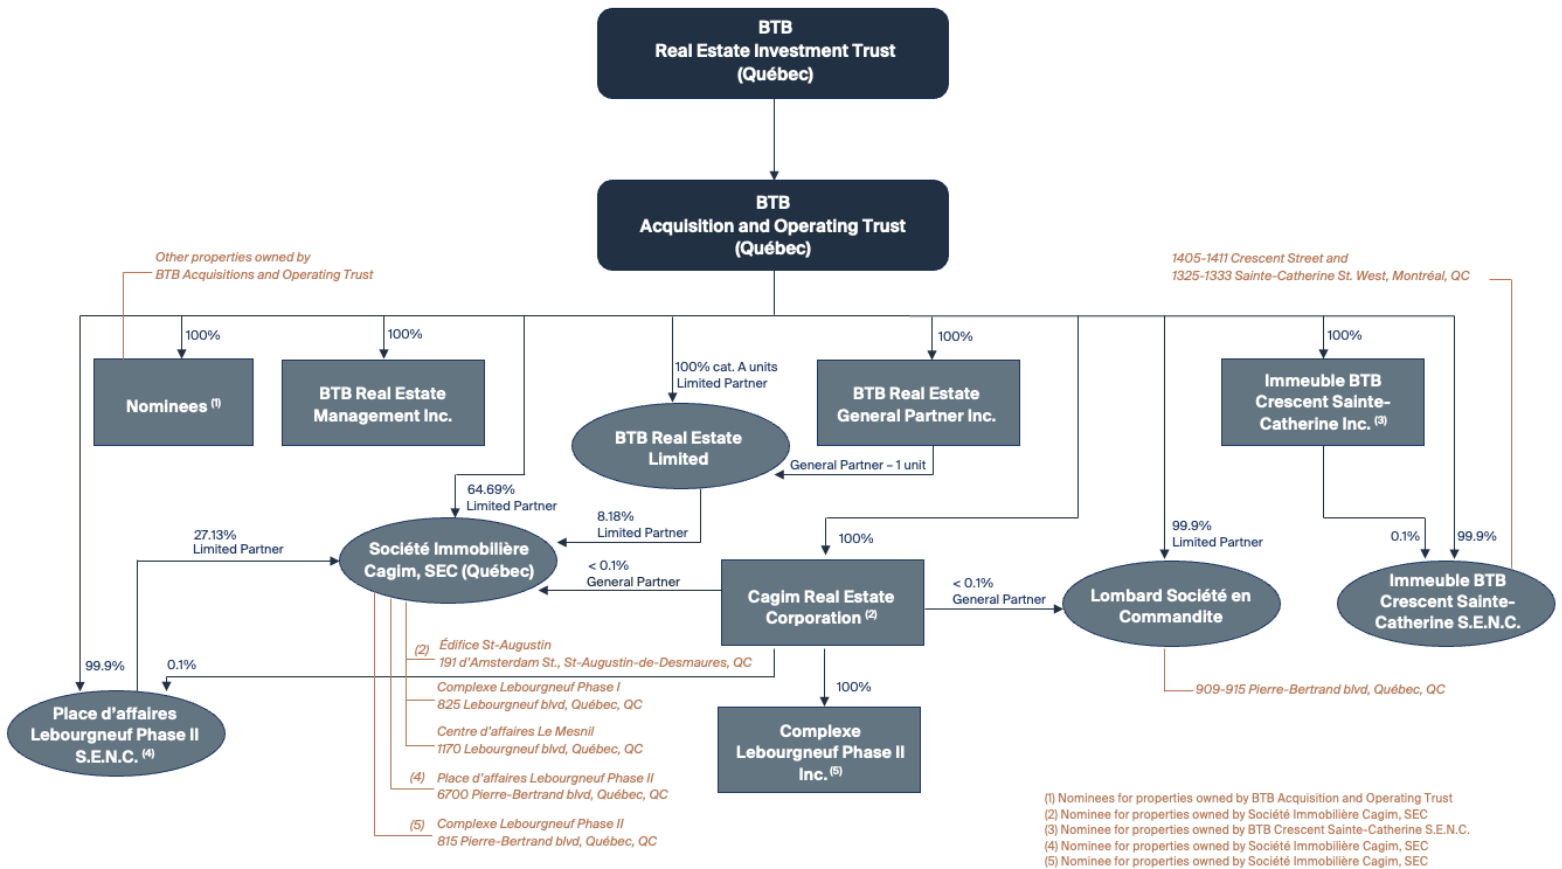 BTB
Real Estate Investment Trust
(Québec)
BTB
Acquisition and Operating Trust
(Québec)
Other properties owned by
BTB Acquisitions and Operating Trust
1405-1411 Crescent Street and
1325-1333 Sainte-Catherine St. West, Montréal, QC
100%
100%
100% cat. A units
Limited Partner
100%
100%
Nominees (1)
BTB Real Estate
Management Inc.
BTB Real Estate
Limited
BTB Real Estate
General Partner Inc.
Immeuble BTB
Crescent Sainte-
Catherine Inc. (3)
General Partner – 1 unit
64.69%
Limited Partner
8.18%
Limited Partner
27.13%
Limited Partner
100%
99.9%
Limited Partner
0.1%
99.9%
Société Immobilière
Cagim, SEC (Québec)
< 0.1%
General Partner
Cagim Real Estate
Corporation (2)
< 0.1%
General Partner
Lombard Société en
Commandite
Immeuble BTB
Crescent Sainte-
Catherine S.E.N.C.
(2) Édifice St-Augustin
191 d'Amsterdam St., St-Augustin-de-Desmaures, QC
99.9%
0.1%
Complexe Lebourgneuf Phase I
825 Lebourgneuf blvd, Québec, QC
100%
909-915 Pierre-Bertrand blvd, Québec, QC
Place d'affaires
Lebourgneuf Phase II
S.E.N.C. (4)
Centre d'affaires Le Mesnil
1170 Lebourgneuf blvd, Québec, QC
Complexe
Lebourgneuf Phase II
Inc. (5)
(4) Place d'affaires Lebourgneuf Phase II
6700 Pierre-Bertrand blvd, Québec, QC
(5) Complexe Lebourgneuf Phase II
815 Pierre-Bertrand blvd, Québec, QC
(1) Nominees for properties owned by BTB Acquisition and Operating Trust
(2) Nominee for properties owned by Société Immobilière Cagim, SEC
(3) Nominee for properties owned by BTB Crescent Sainte-Catherine S.E.N.C.
(4) Nominee for properties owned by Société Immobilière Cagim, SEC
(5) Nominee for properties owned by Société Immobilière Cagim, SEC